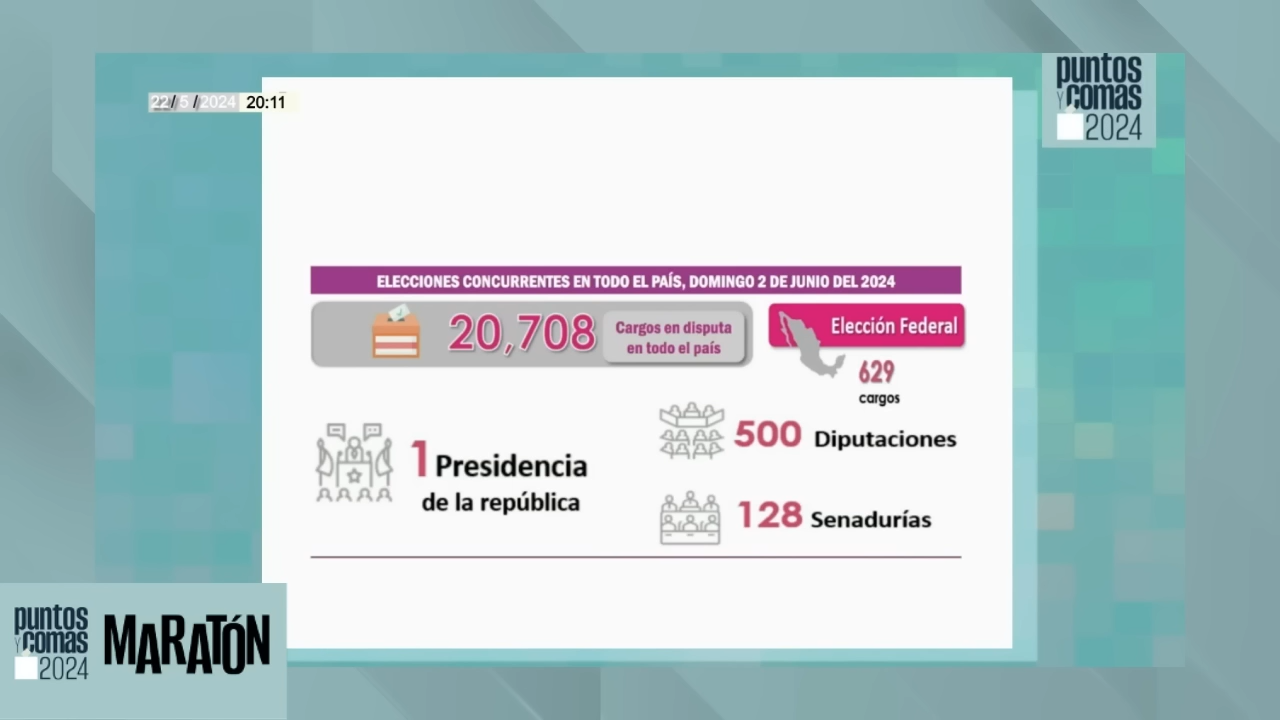 22/ 5 /2024 20:11
puntos
Y comas
2024
ELECCIONES CONCURRENTES EN TODO EL PAÍS, DOMINGO 2 DE JUNIO DEL 2024
20,708
Cargos en disputa
en todo el país
Elección Federal
629
cargos
1 Presidencia
de la república
500 Diputaciones
128 Senadurías
puntos
Y comas
2024
MARATÓN